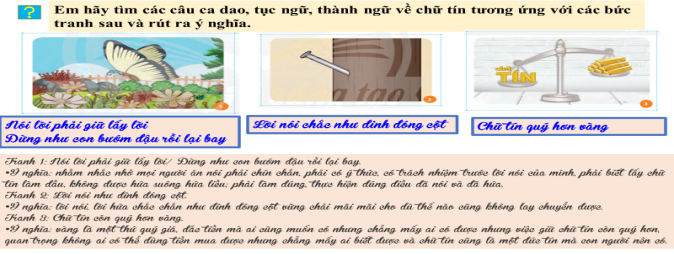 ?
Em hãy tìm các câu ca dao, tục ngữ, thành ngữ về chữ tín tương ứng với các bức
tranh sau và rút ra ý nghĩa.
TÍN
1
2
3
Nói lời phải giữ lấy lời
Đừng như con bướm đậu rồi lại bay
Lời nói chắc như đinh đóng cột
Chữ tín quý hơn vàng
Tranh 1: Nói lời phải giữ lấy lời/ Đừng như con bướm đậu rồi lại bay.
*Ý nghĩa: nhằm nhắc nhở mọi người ăn nói phải chín chắn, phải có ý thức, có trách nhiệm trước lời nói của mình, phải biết lấy chữ
tín làm đầu, không được hứa suông hứa liều; phải làm đúng, thực hiện đúng điều đã nói và đã hứa.
Tranh 2: Lời nói như đinh đóng cột.
*Ý nghĩa: lời nói, lời hứa chắc chắn như đinh đóng cột vững chãi mãi mãi cho dù thế nào cũng không lay chuyển được.
Tranh 3: Chữ tín còn quý hơn vàng.
*Ý nghĩa: vàng là một thứ quý giá, đắc tiền mà ai cũng muốn có nhưng chẳng mấy ai có được nhưng việc giữ chữ tín còn quý hơn,
quan trọng không ai có thể dùng tiền mua được nhưng chẳng mấy ai biết được và chữ tín cũng là một đức tín mà con người nên có.